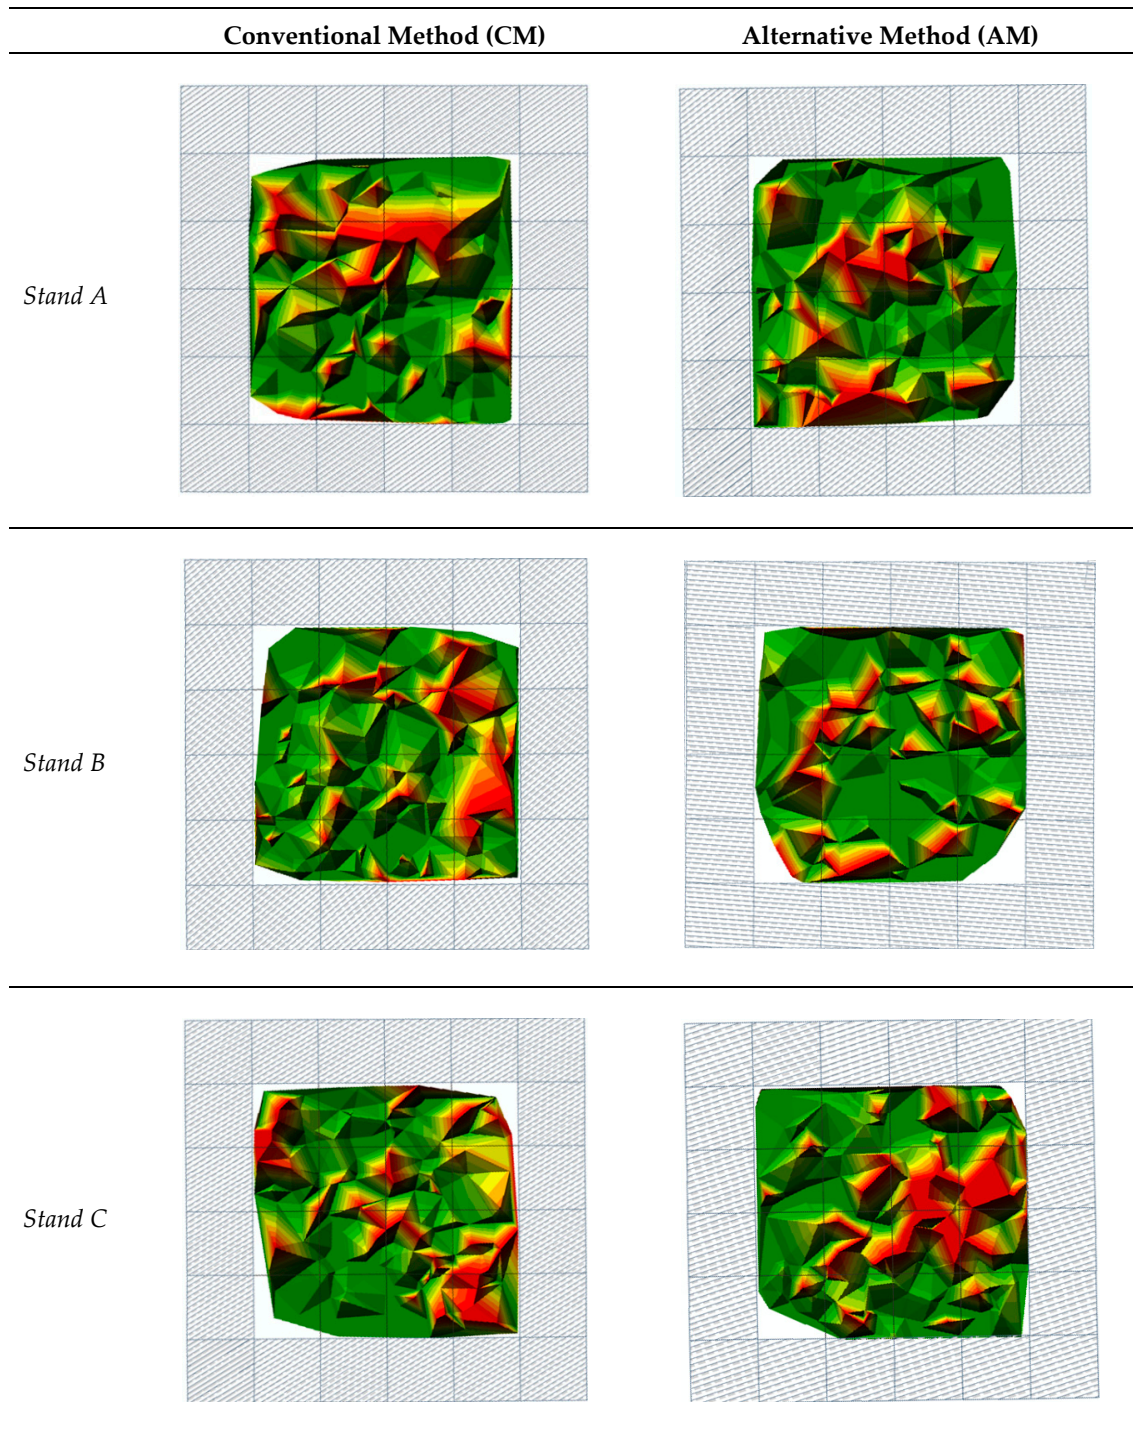 Conventional Method (CM) Alternative Method (AM)
Stand A
Stand B
Stand C